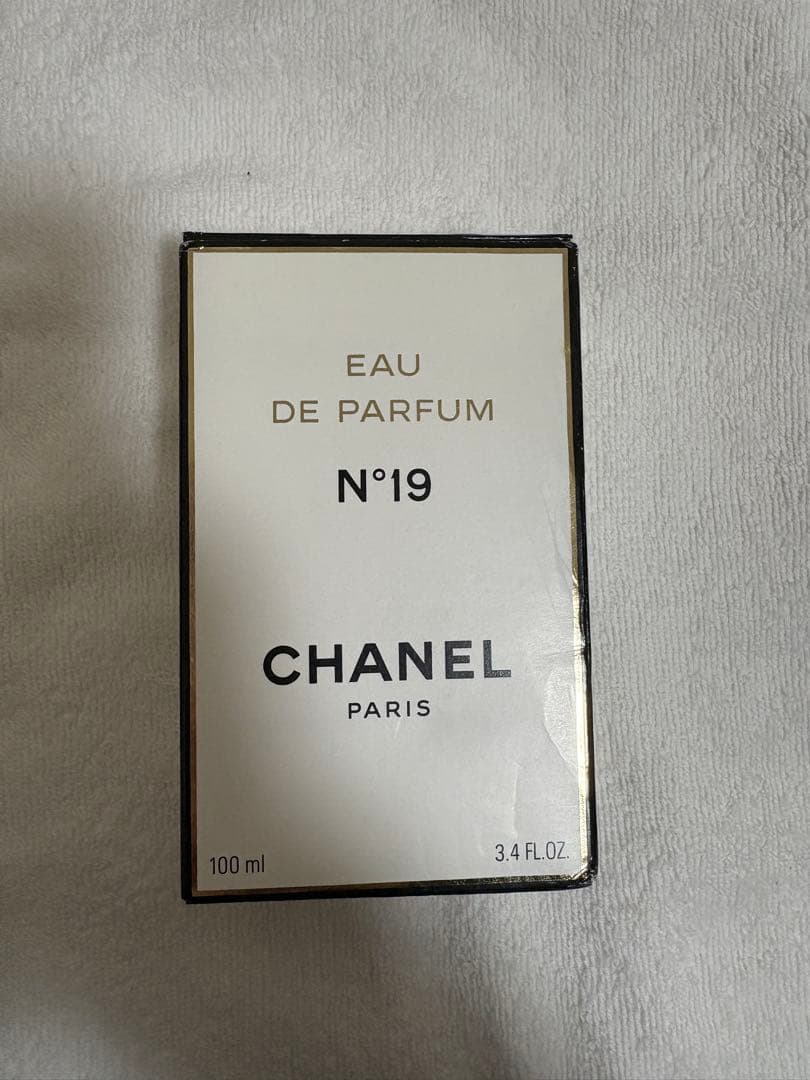 EAU
DE PARFUM
N°19
CHANEL
PARIS
100 ml
3.4 FL.OZ.